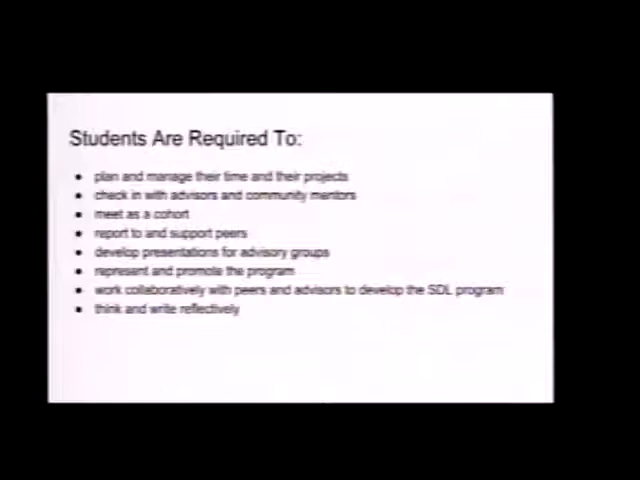 Students Are Required To:
● plan and manage their time and their projects
● check in with advisors and community mentors
● meet as a cohort
● report to and support peers
● develop presentations for advisory groups
● represent and promote the program
● work collaboratively with peers and advisors to develop the SDL program
● think and write reflectively